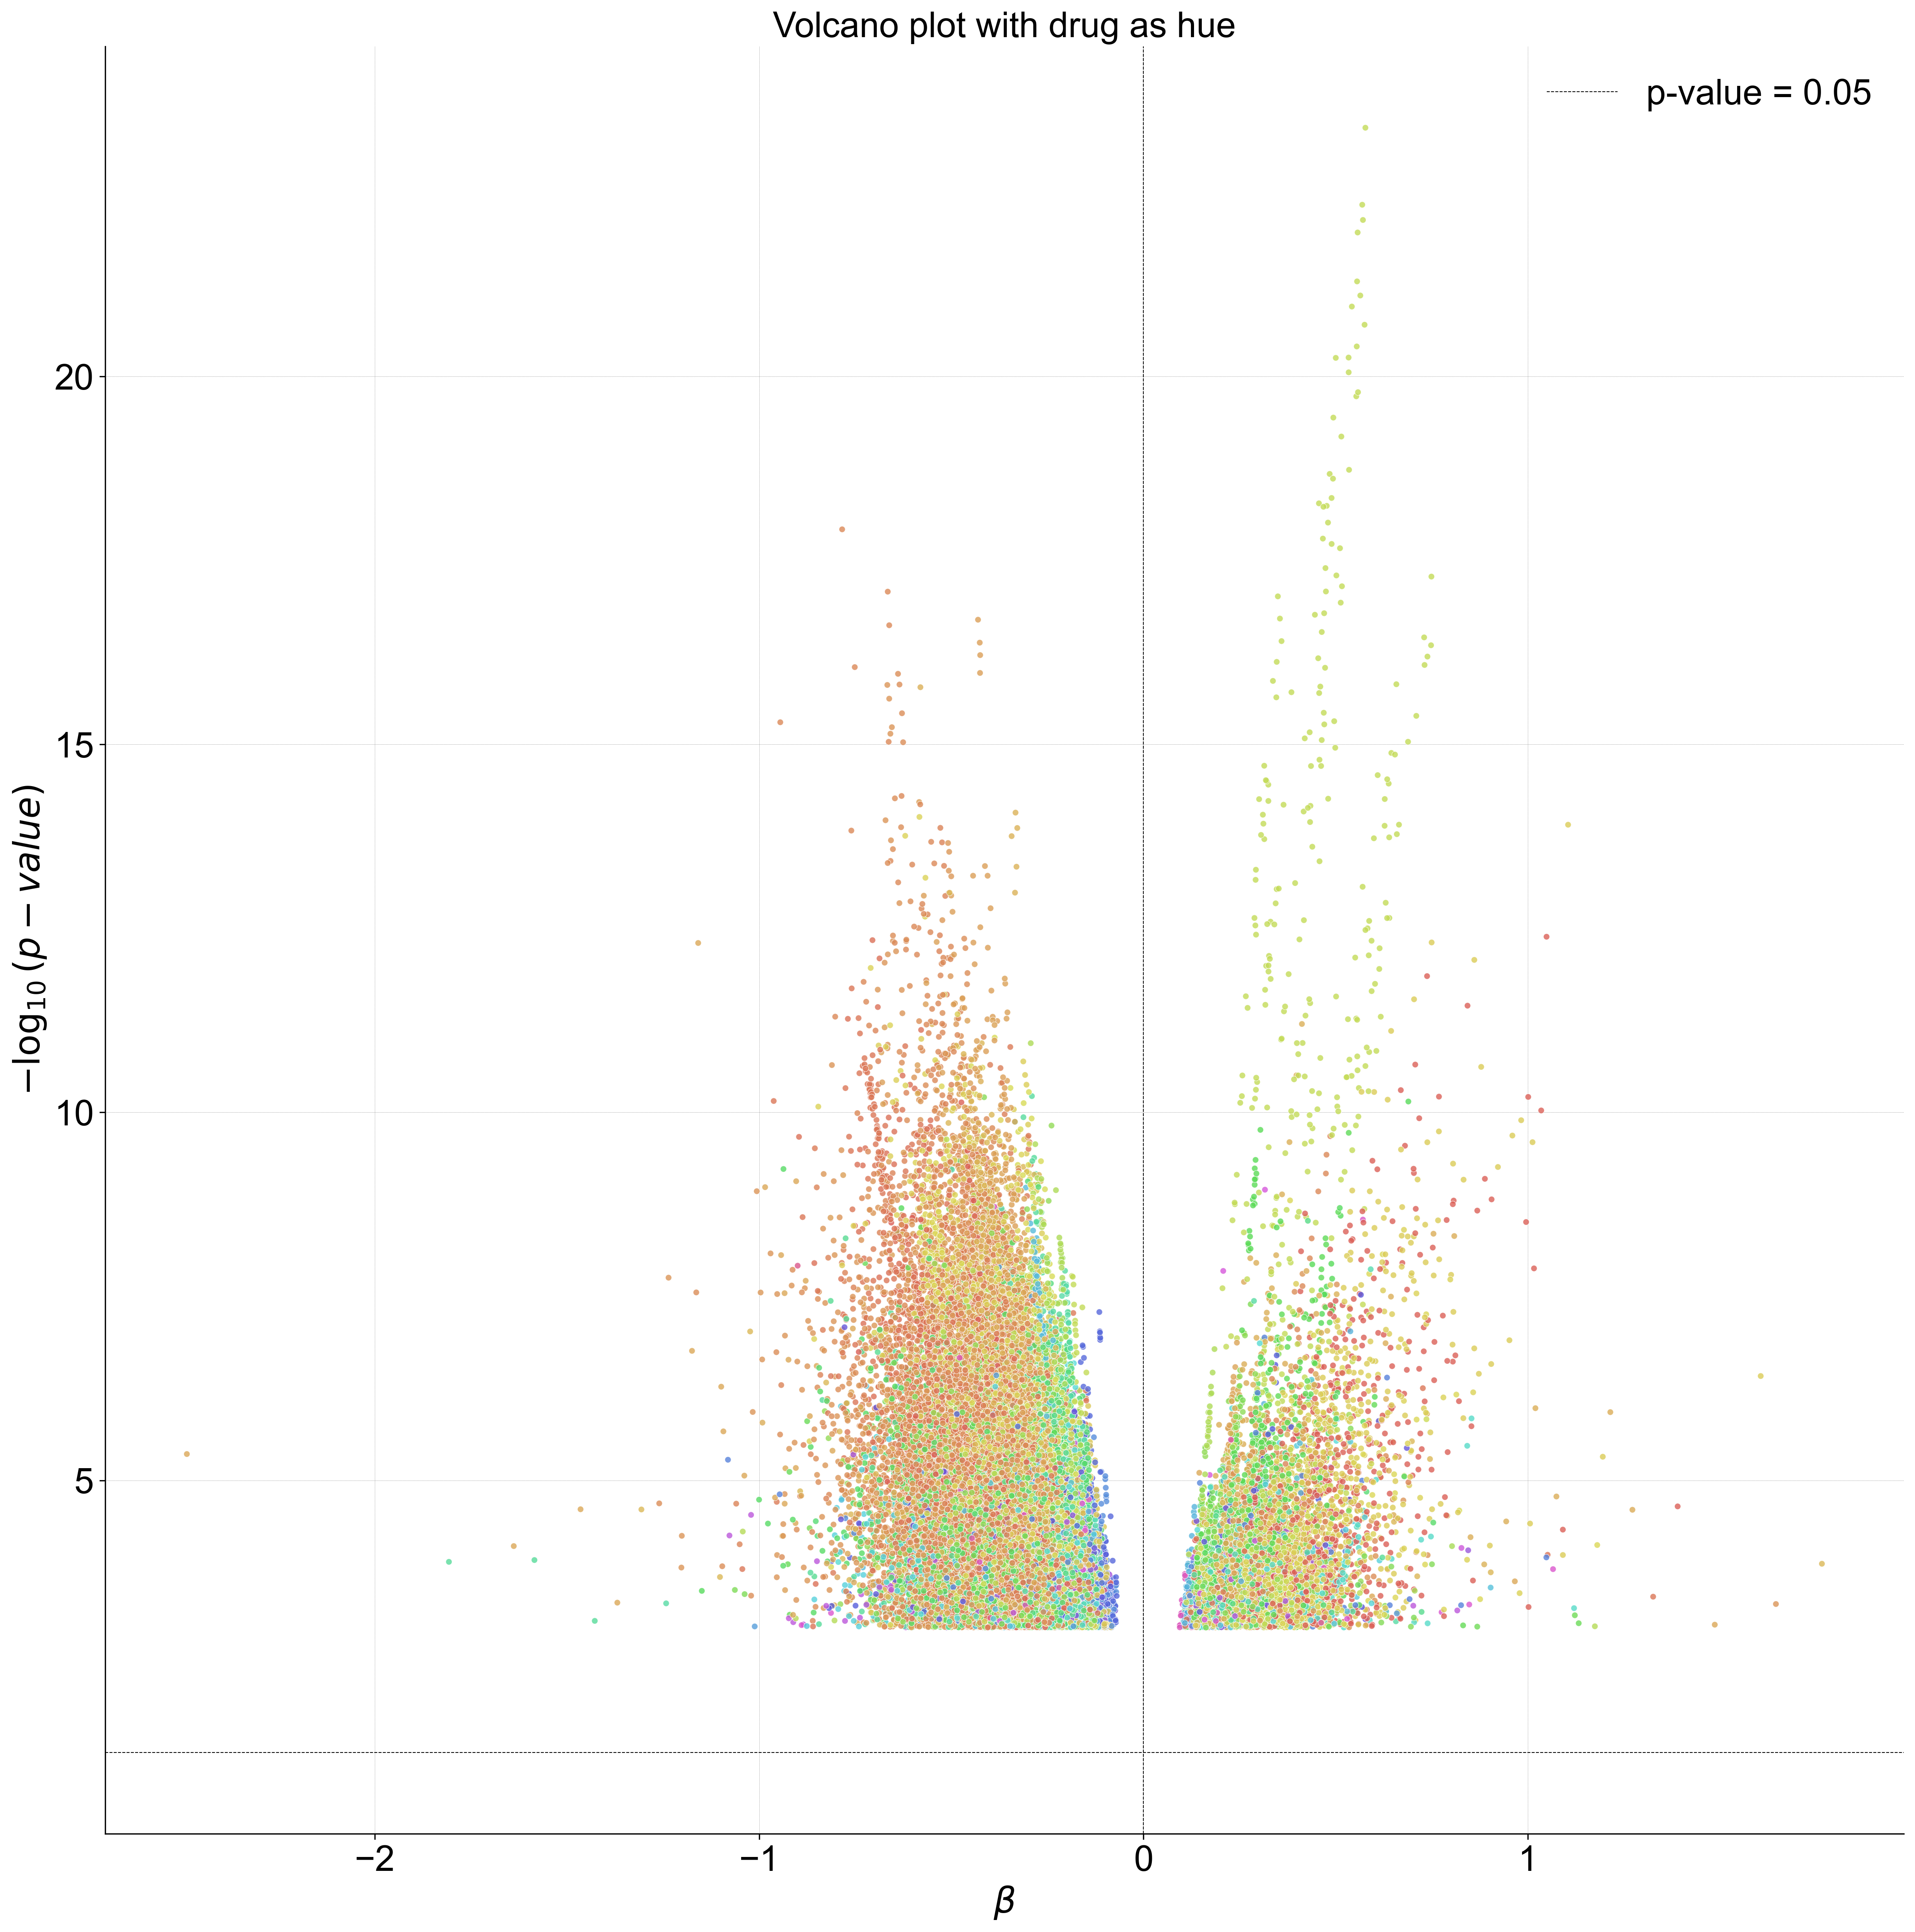 Volcano plot with drug as hue
p-value = 0.05
−log₁₀ (p − value)
20
15
10
5
−2
−1
0
1
β